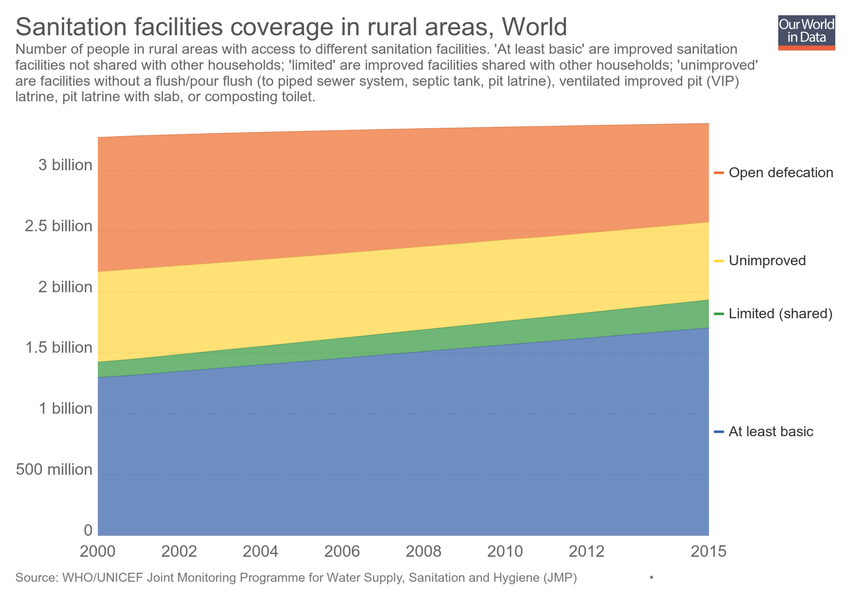 Sanitation facilities coverage in rural areas, World
Our World
in Data
Number of people in rural areas with access to different sanitation facilities. 'At least basic' are improved sanitation
facilities not shared with other households; 'limited' are improved facilities shared with other households; 'unimproved'
are facilities without a flush/pour flush (to piped sewer system, septic tank, pit latrine), ventilated improved pit (VIP)
latrine, pit latrine with slab, or composting toilet.
3 billion
2.5 billion
2 billion
1.5 billion
1 billion
500 million
0
Open defecation
Unimproved
Limited (shared)
At least basic
2000 2002 2004 2006 2008 2010 2012 2015
Source: WHO/UNICEF Joint Monitoring Programme for Water Supply, Sanitation and Hygiene (JMP) •